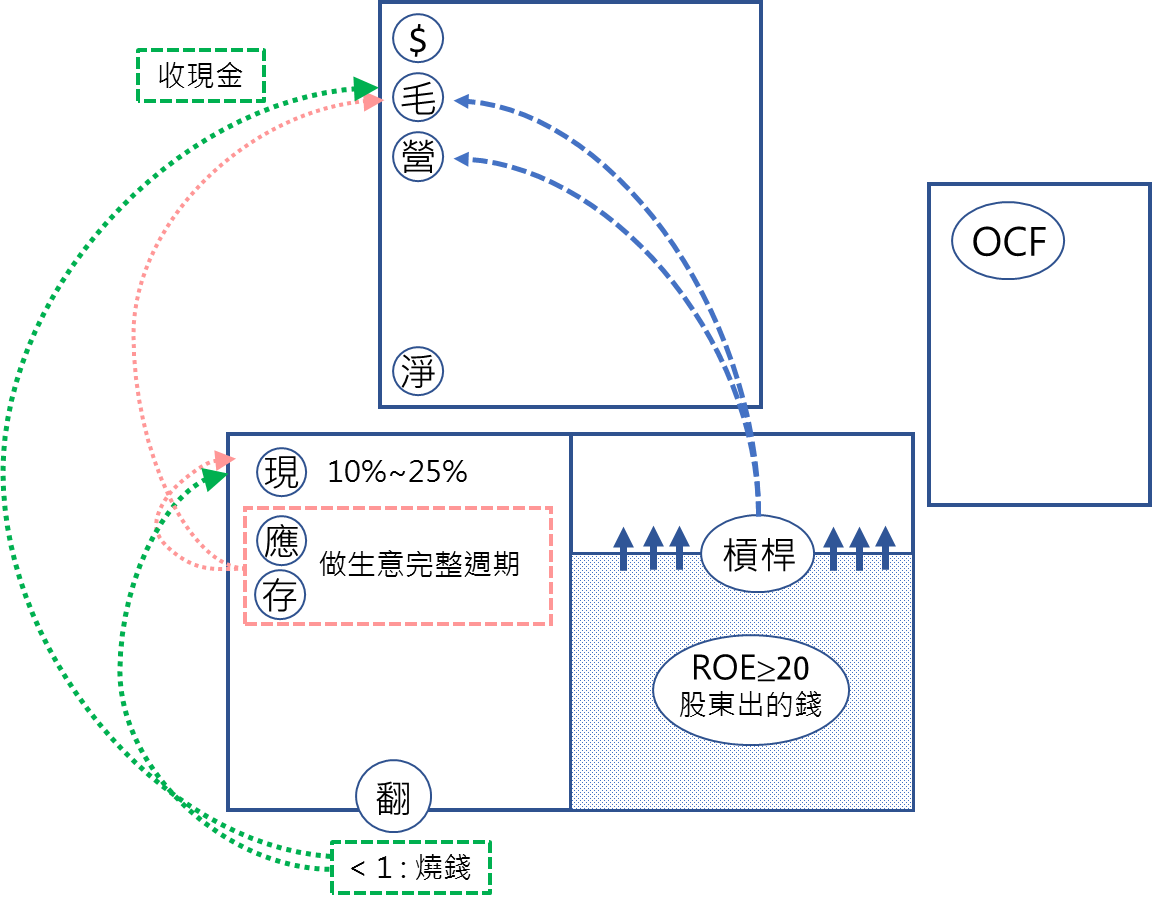 收現金
$
毛
營
淨
OCF
現 10%~25%
應
存
做生意完整週期
槓桿
ROE≥20
股東出的錢
翻
< 1 : 燒錢